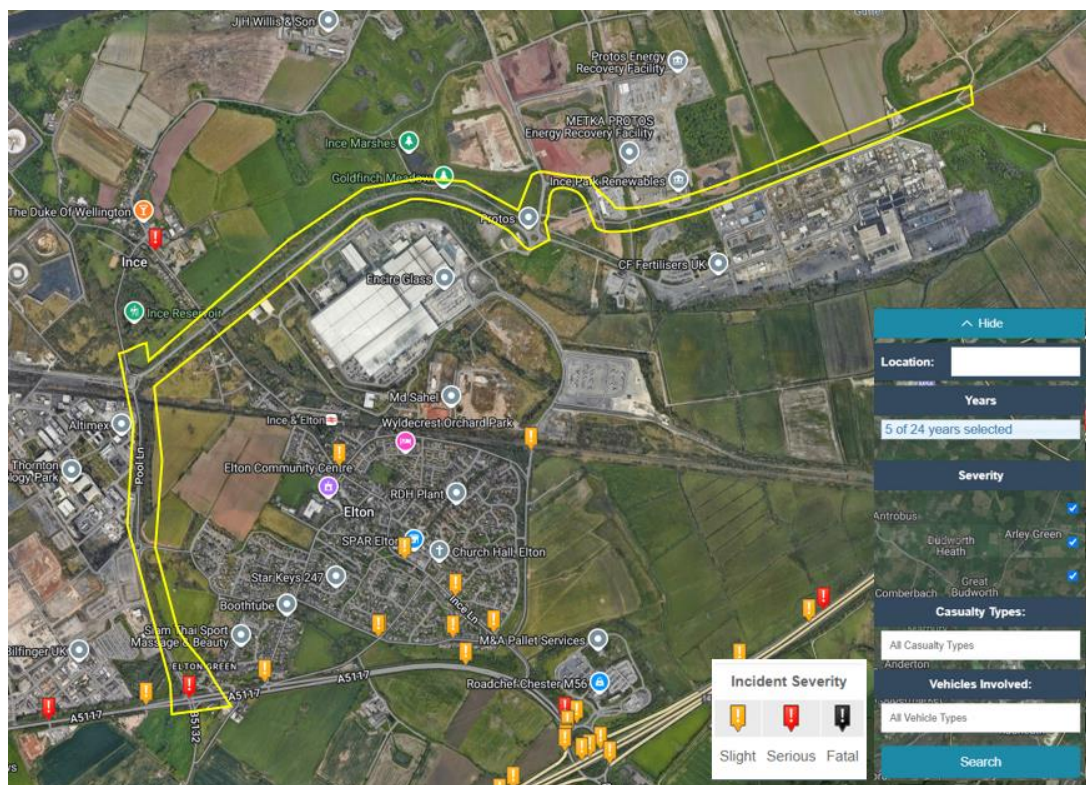 J H Willis & Son
Protos Energy
Recovery Facility
METKA PROTOS
Energy Recovery Facility
Ince Marshes
Goldfinch Meadow
Ince Park Renewables
The Duke Of Wellington
Protos
Ince
CF Fertilisers UK
Encirc Glass
Ince Reservoir
Hide
Location:
Md Sahel
Years
5 of 24 years selected
Ince & Elton
Wyldecrest Orchard Park
Altimex
Pool Ln
Thornton
ology Park
Elton Community Centre
RDH Plant
Severity
Elton
Antrobus
Arley Green
Dudworth
Heath
SPAR Elton
Church Hall, Elton
Star Keys 247
Great
Budworth
Comberbach
Ince Ln
Boothtube
Casualty Types:
All Casualty Types
Siam Thai Sport
Massage & Beauty
M&A Pallet Services
Bilfinger UK
Anderton
ELTON GREEN
A5117
A5117
A5117
B5132
Roadchef Chester M56
Vehicles Involved:
All Vehicle Types
Incident Severity
Slight
Serious
Fatal
Search